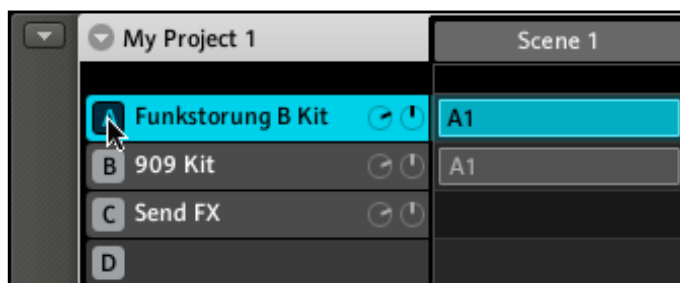 My Project 1
Scene 1
A Funkstorung B Kit
A1
B 909 Kit
A1
C Send FX
D